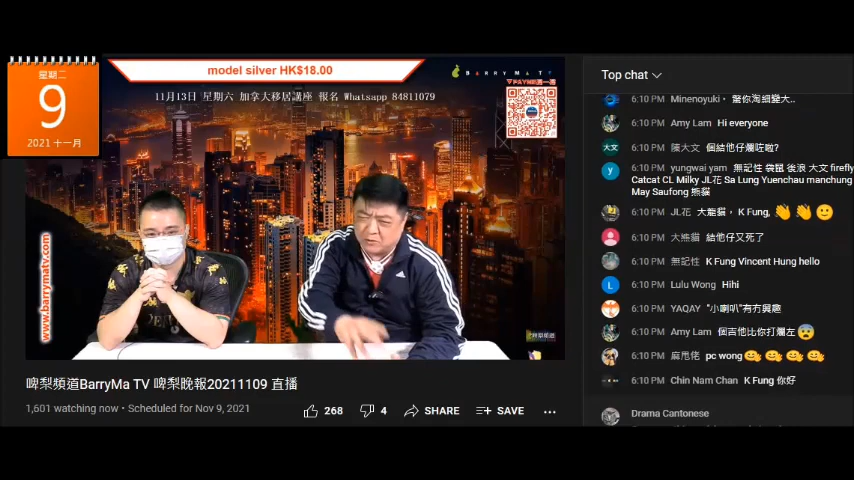 星期二
9
2021 十一月
model silver HK$18.00
BARRYMATV
11月13日 星期六 加拿大移居講座 報名 Whatsapp 84811079
www.barrymatv.com
啤梨頻道BarryMa TV 啤梨晚報20211109 直播
1,601 watching now • Scheduled for Nov 9, 2021
268
4
SHARE
SAVE
Top chat
6:10 PM Minenoyuki
6:10 PM Amy Lam Hi everyone
6:10 PM 陳大文 個結他仔爛咗啦?
6:10 PM yungwai yam 無記性 袋鼠 後浪 大文 firefly
Catcat CL Milky JL花 Sa Lung Yuenchau manchung
May Saufong 熊貓
6:10 PM JL花 大龍貓， K Fung, 👋👋🙂
6:10 PM 大熊貓 結他仔又死了
6:10 PM 無記性 K Fung Vincent Hung hello
6:10 PM Lulu Wong Hihi
6:10 PM YAQAY "小喇叭"有冇興趣
6:10 PM Amy Lam 個吉他比你打爛左😨
6:10 PM 麻甩佬 pc wong
6:10 PM Chin Nam Chan K Fung 你好
Drama Cantonese